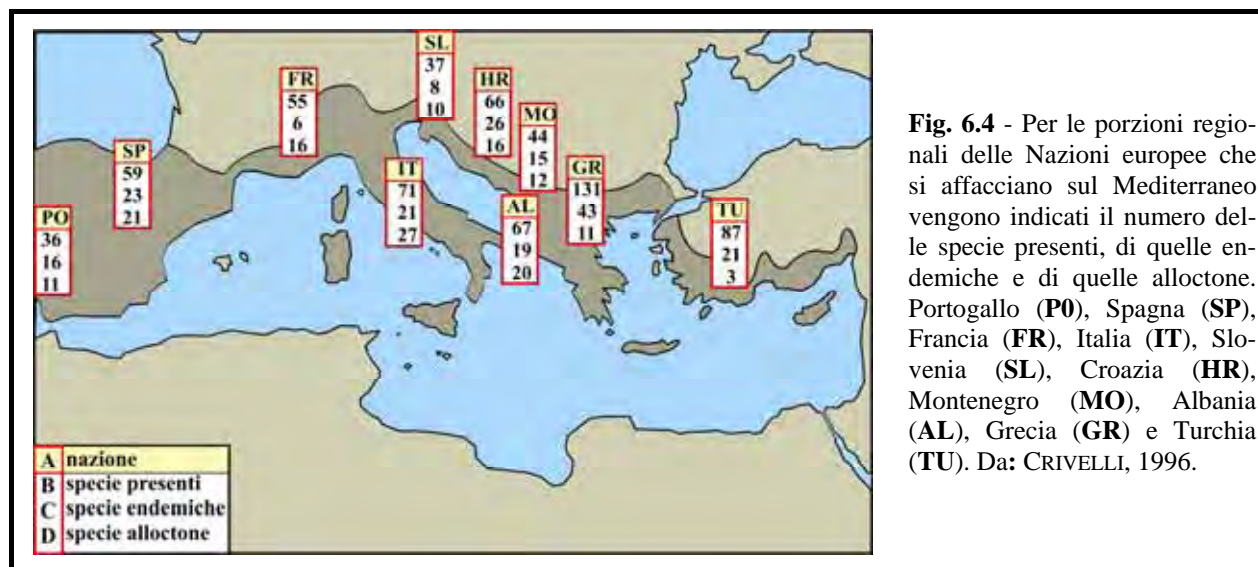 SL
37
8
10
FR
55
6
16
HR
66
26
16
MO
44
15
12
SP
59
23
21
IT
71
21
27
GR
131
43
11
AL
67
19
20
TU
87
21
3
PO
36
16
11
A nazione
B specie presenti
C specie endemiche
D specie alloctone
Fig. 6.4 - Per le porzioni regio-
nali delle Nazioni europee che
si affacciano sul Mediterraneo
vengono indicati il numero del-
le specie presenti, di quelle en-
demiche e di quelle alloctone.
Portogallo (P0), Spagna (SP),
Francia (FR), Italia (IT), Slo-
venia (SL), Croazia (HR),
Montenegro (MO), Albania
(AL), Grecia (GR) e Turchia
(TU). Da: CRIVELLI, 1996.